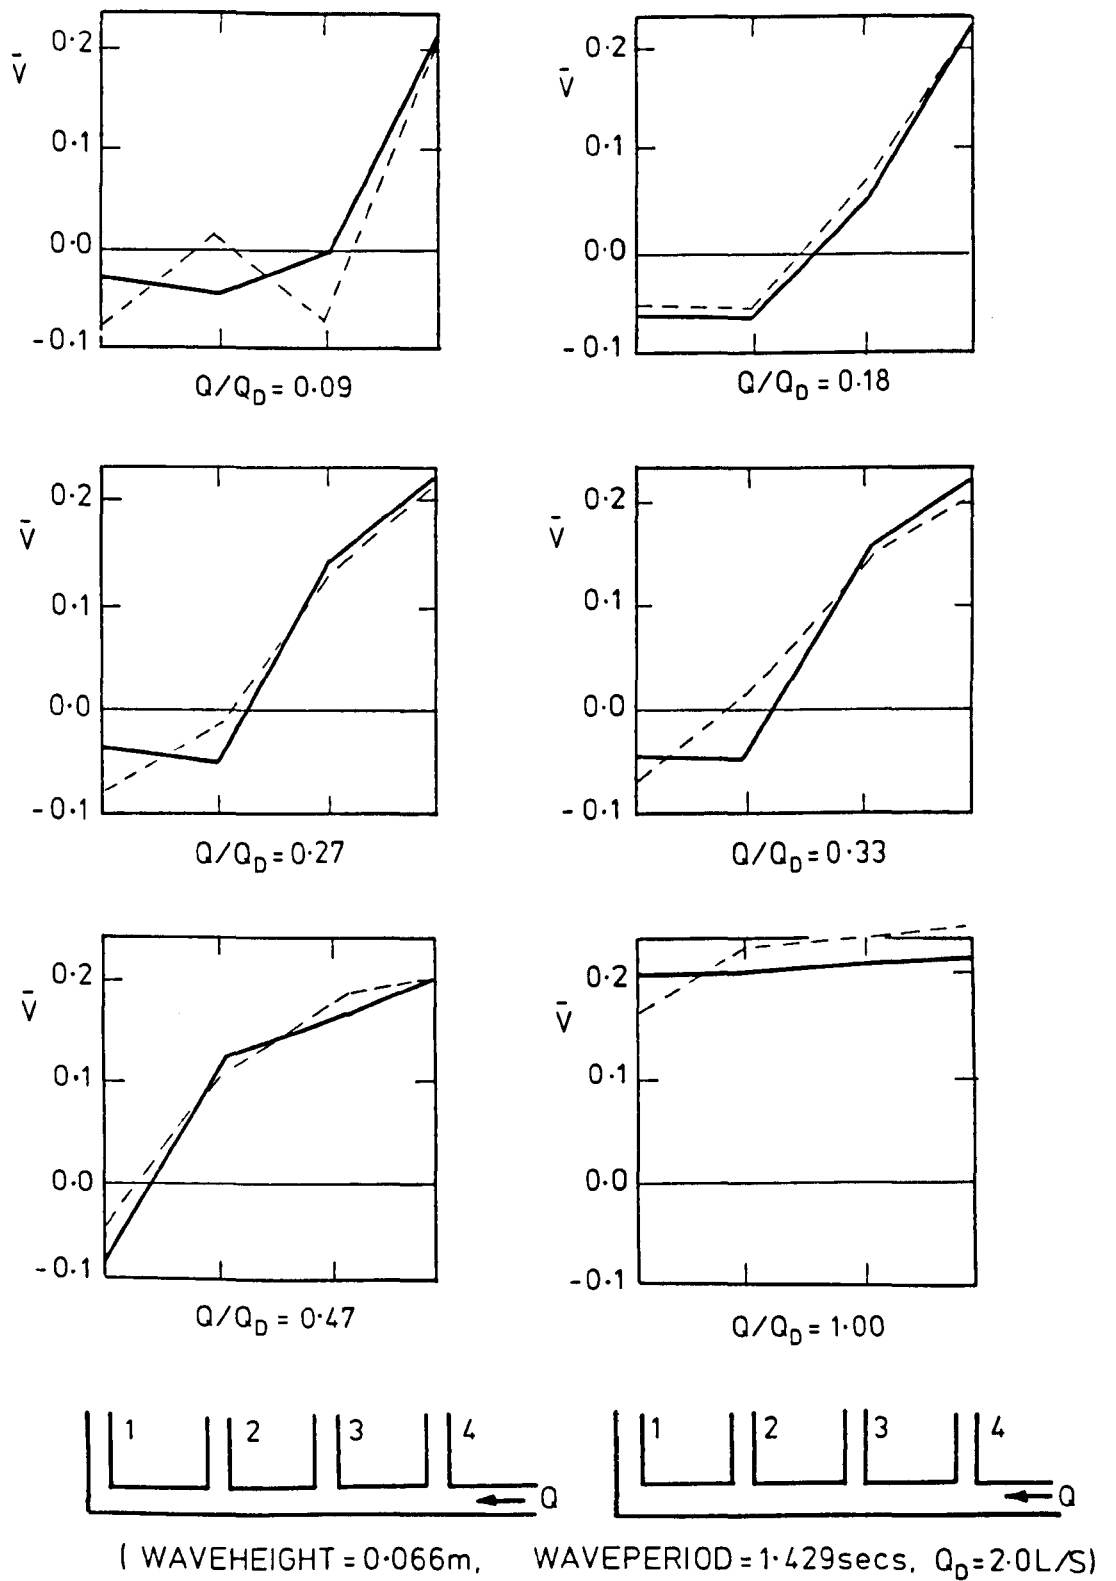 V̄
0·2
0·1
0·0
-0·1
Q/Q_D = 0·09
V̄
0·2
0·1
0·0
-0·1
Q/Q_D = 0·18
V̄
0·2
0·1
0·0
-0·1
Q/Q_D = 0·27
V̄
0·2
0·1
0·0
-0·1
Q/Q_D = 0·33
V̄
0·2
0·1
0·0
-0·1
Q/Q_D = 0·47
V̄
0·2
0·1
0·0
-0·1
Q/Q_D = 1·00
1 2 3 4
Q
1 2 3 4
Q
( WAVEHEIGHT = 0·066m, WAVEPERIOD = 1·429secs, Q_D = 2·0L/S)